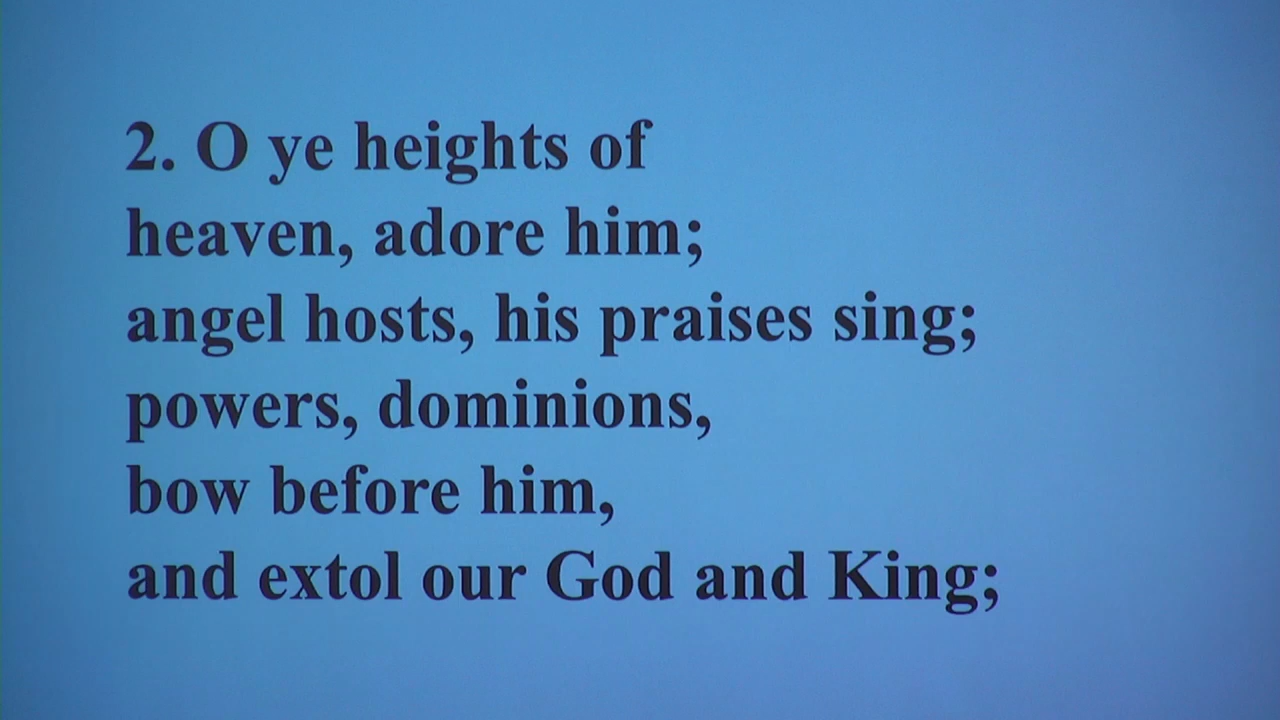 2. O ye heights of
heaven, adore him;
angel hosts, his praises sing;
powers, dominions,
bow before him,
and extol our God and King;